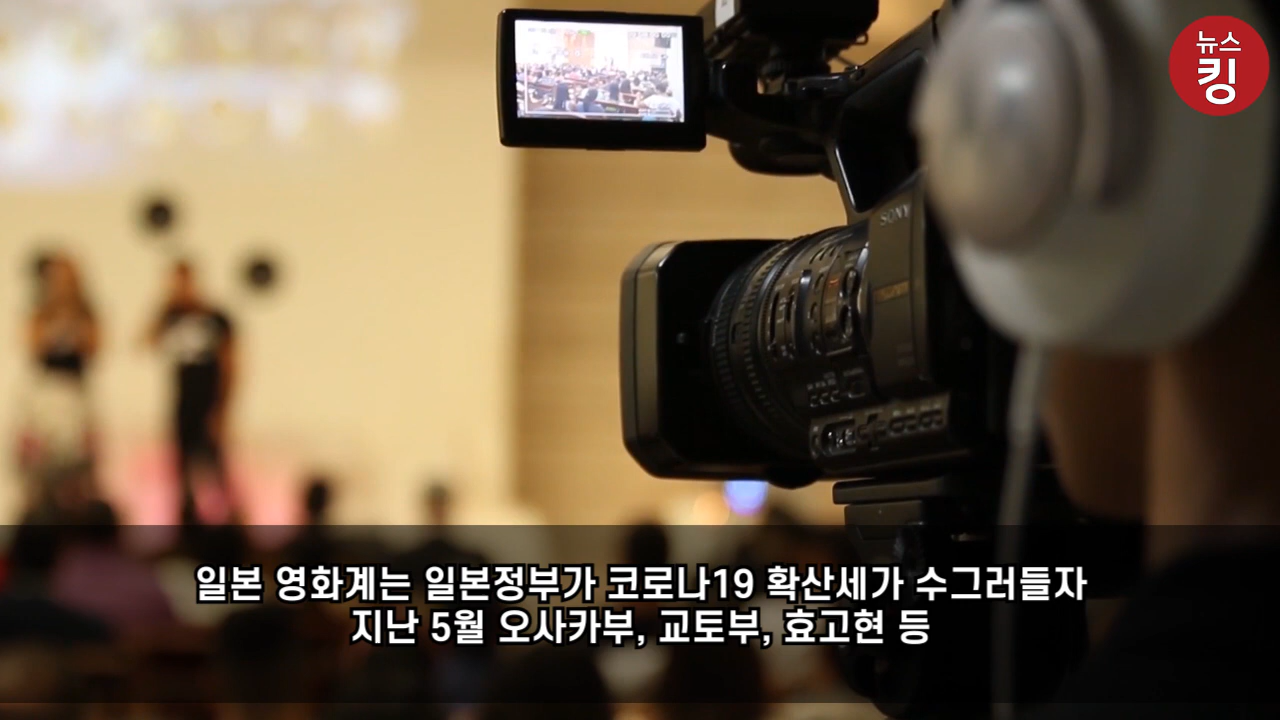 뉴스
킹
SONY
일본 영화계는 일본정부가 코로나19 확산세가 수그러들자
지난 5월 오사카부, 교토부, 효고현 등